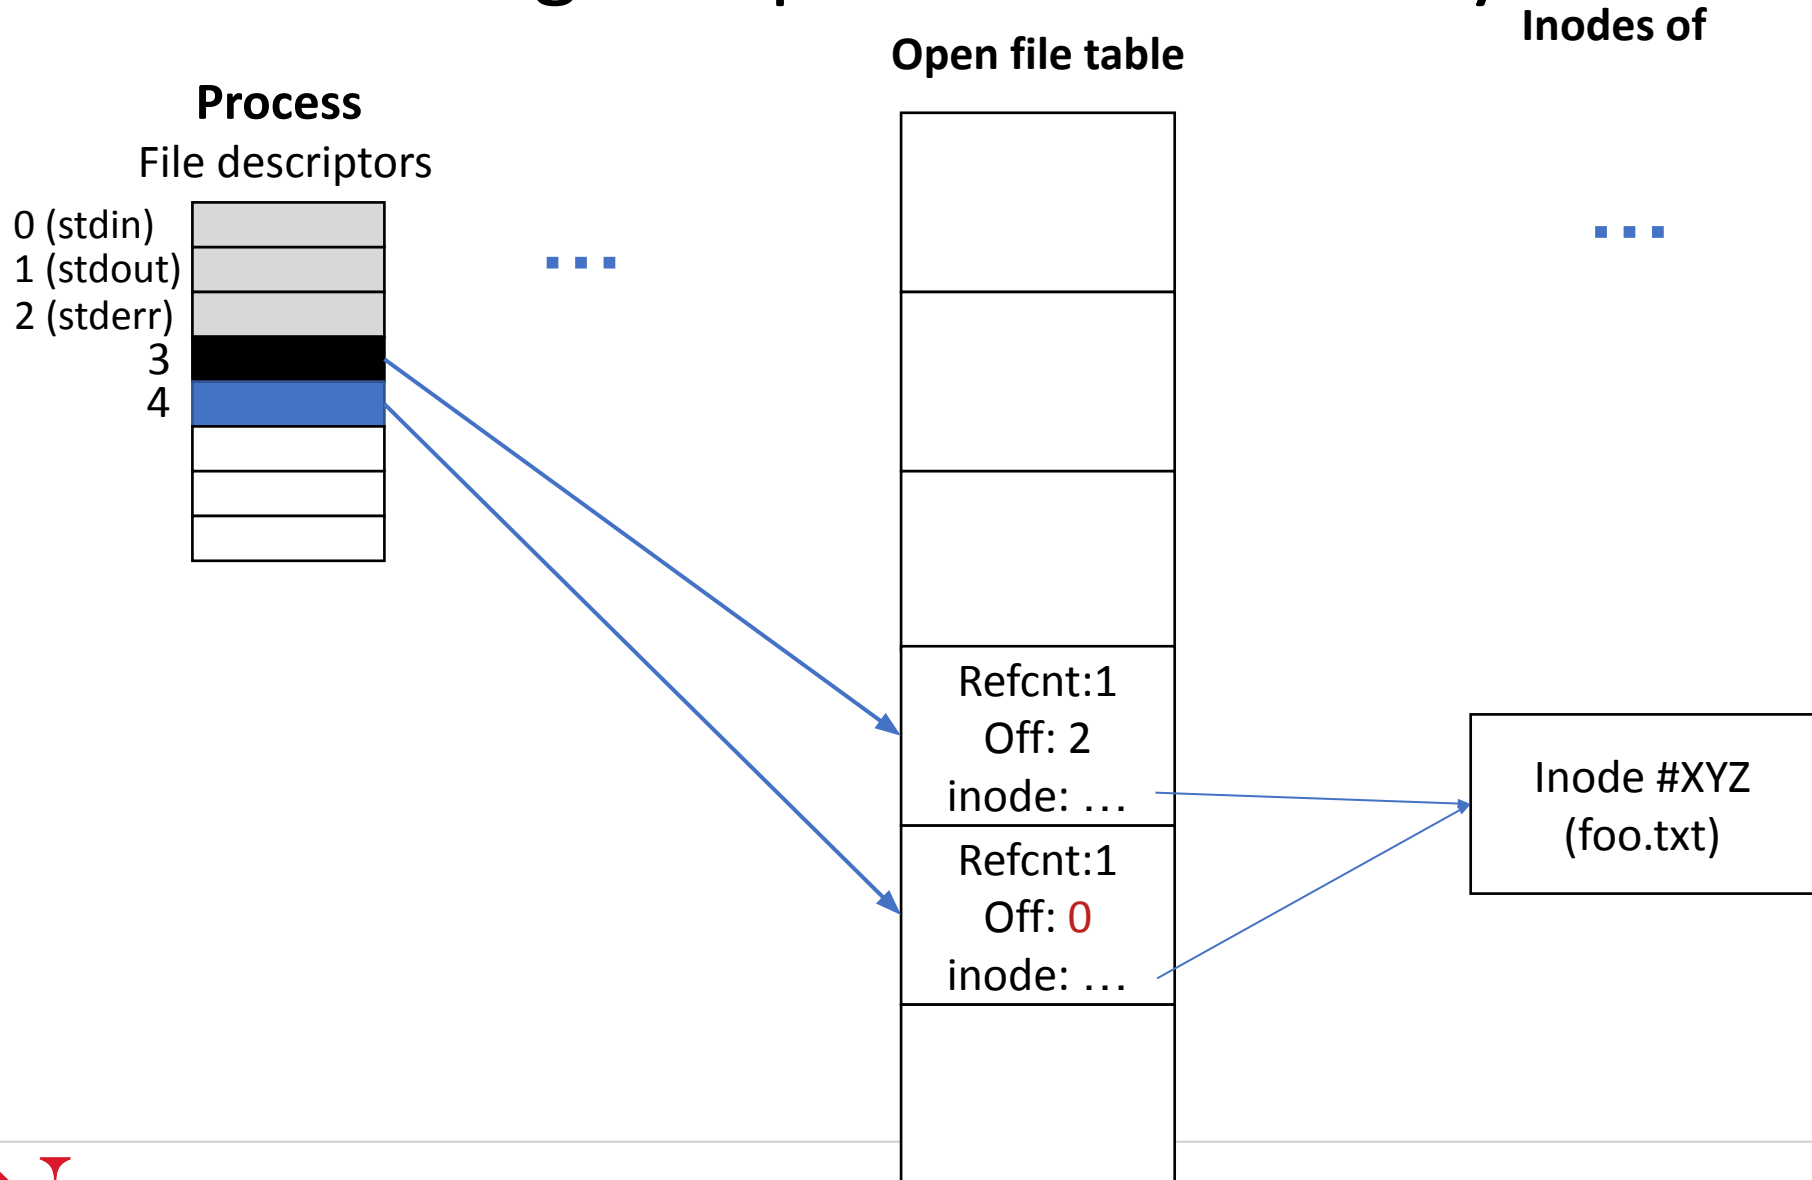 Inodes of
Open file table
Process
File descriptors
0 (stdin)
1 (stdout)
2 (stderr)
3
4
Refcnt:1
Off: 2
inode: …
Refcnt:1
Off: 0
inode: …
Inode #XYZ
(foo.txt)